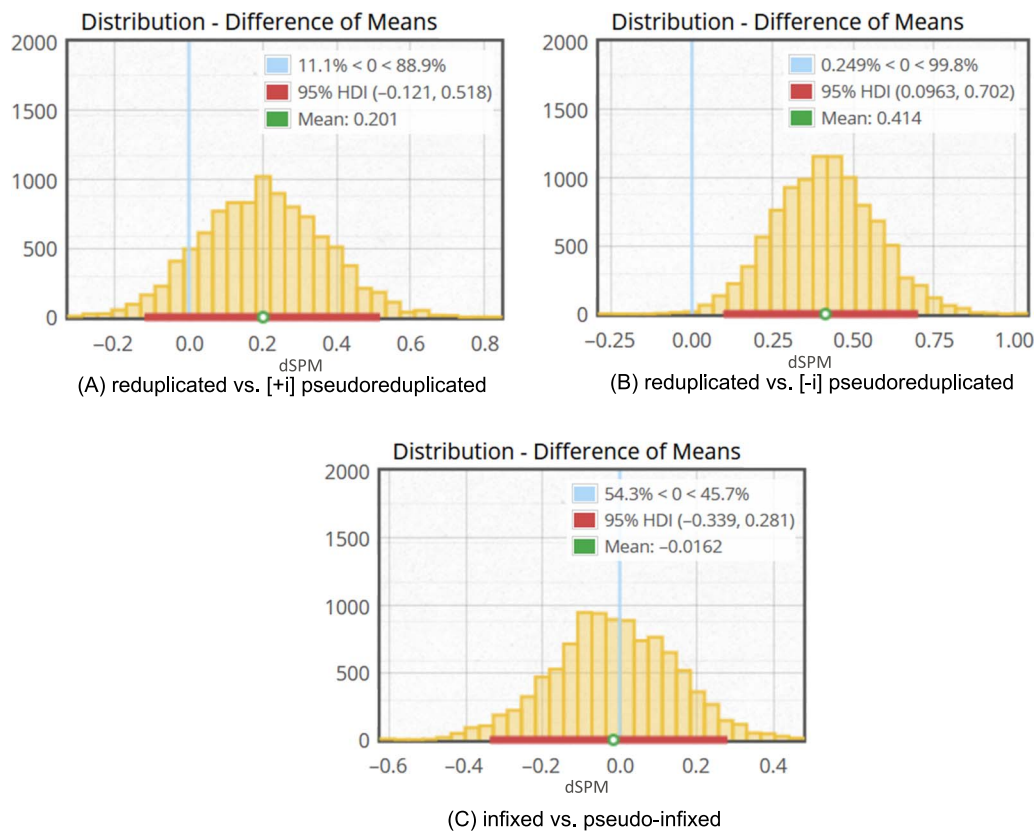 Distribution - Difference of Means
2000
1500
1000
500
0
11.1% < 0 < 88.9%
95% HDI (−0.121, 0.518)
Mean: 0.201
−0.2 0.0 0.2 0.4 0.6 0.8
dSPM
(A) reduplicated vs. [+i] pseudoreduplicated
Distribution - Difference of Means
2000
1500
1000
500
0
0.249% < 0 < 99.8%
95% HDI (0.0963, 0.702)
Mean: 0.414
−0.25 0.00 0.25 0.50 0.75 1.00
dSPM
(B) reduplicated vs. [-i] pseudoreduplicated
Distribution - Difference of Means
2000
1500
1000
500
0
54.3% < 0 < 45.7%
95% HDI (−0.339, 0.281)
Mean: −0.0162
−0.6 −0.4 −0.2 0.0 0.2 0.4
dSPM
(C) infixed vs. pseudo-infixed